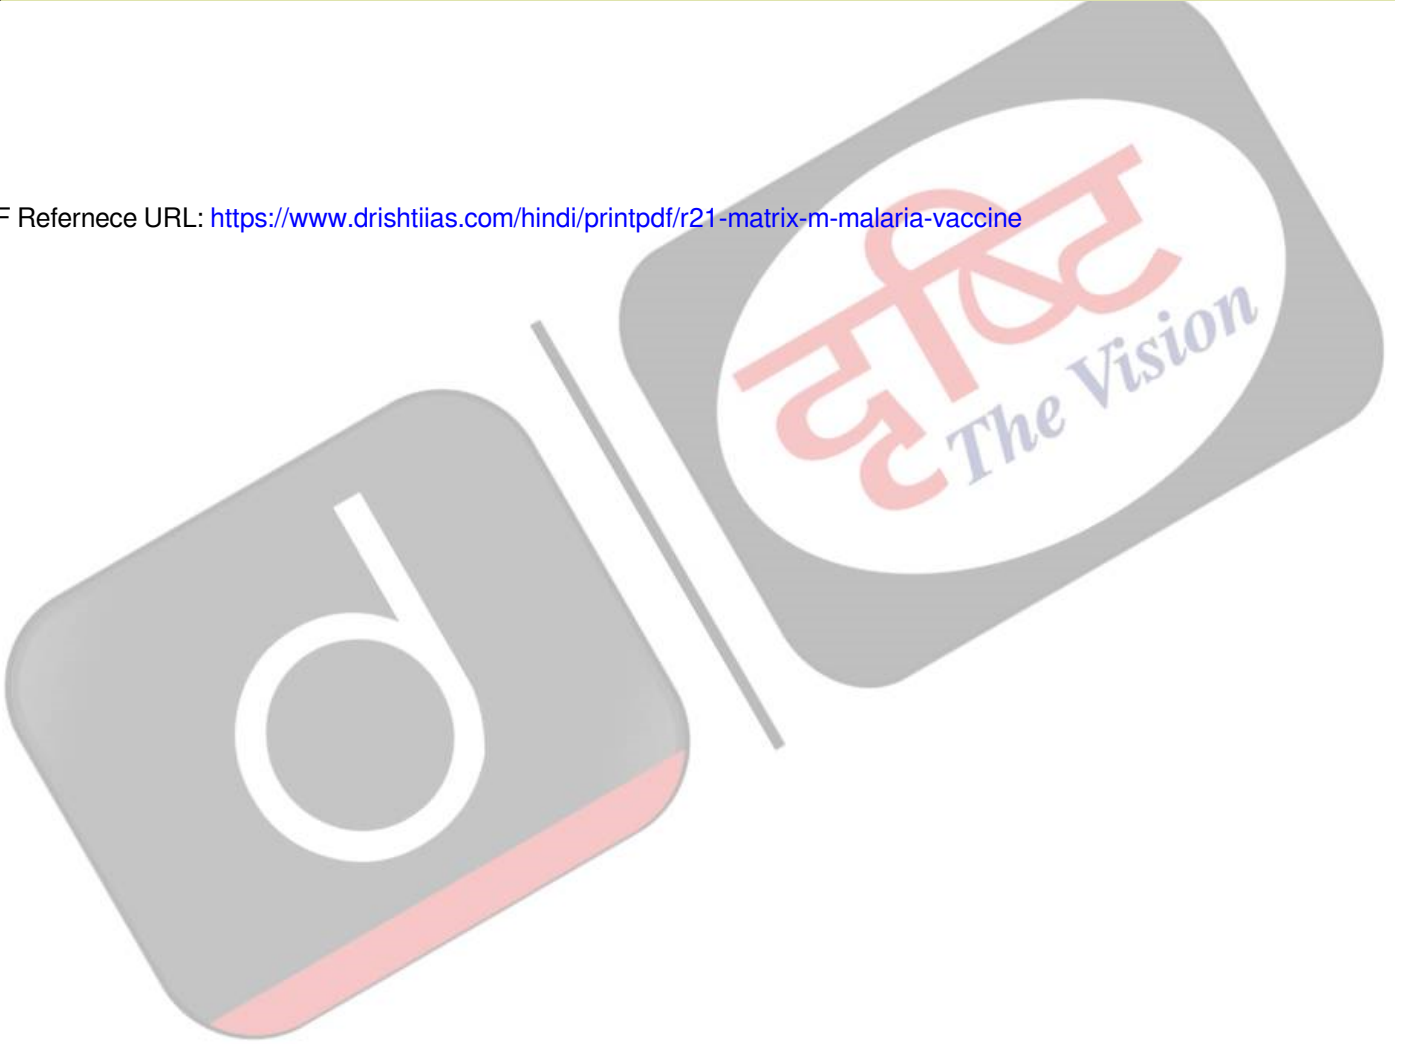 F Refernece URL: https://www.drishtiias.com/hindi/printpdf/r21-matrix-m-malaria-vaccine
दृष्टि
The Vision